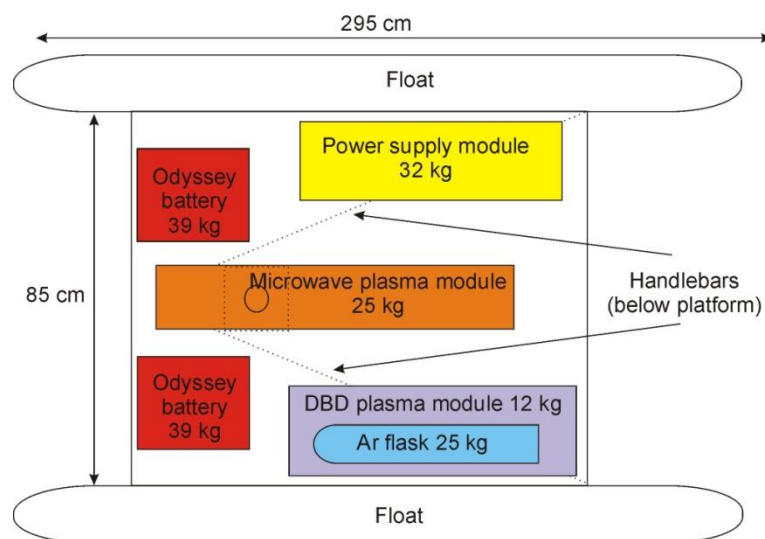 295 cm
Float
Power supply module
32 kg
Odyssey
battery
39 kg
85 cm
Microwave plasma module
25 kg
Handlebars
(below platform)
Odyssey
battery
39 kg
DBD plasma module 12 kg
Ar flask 25 kg
Float